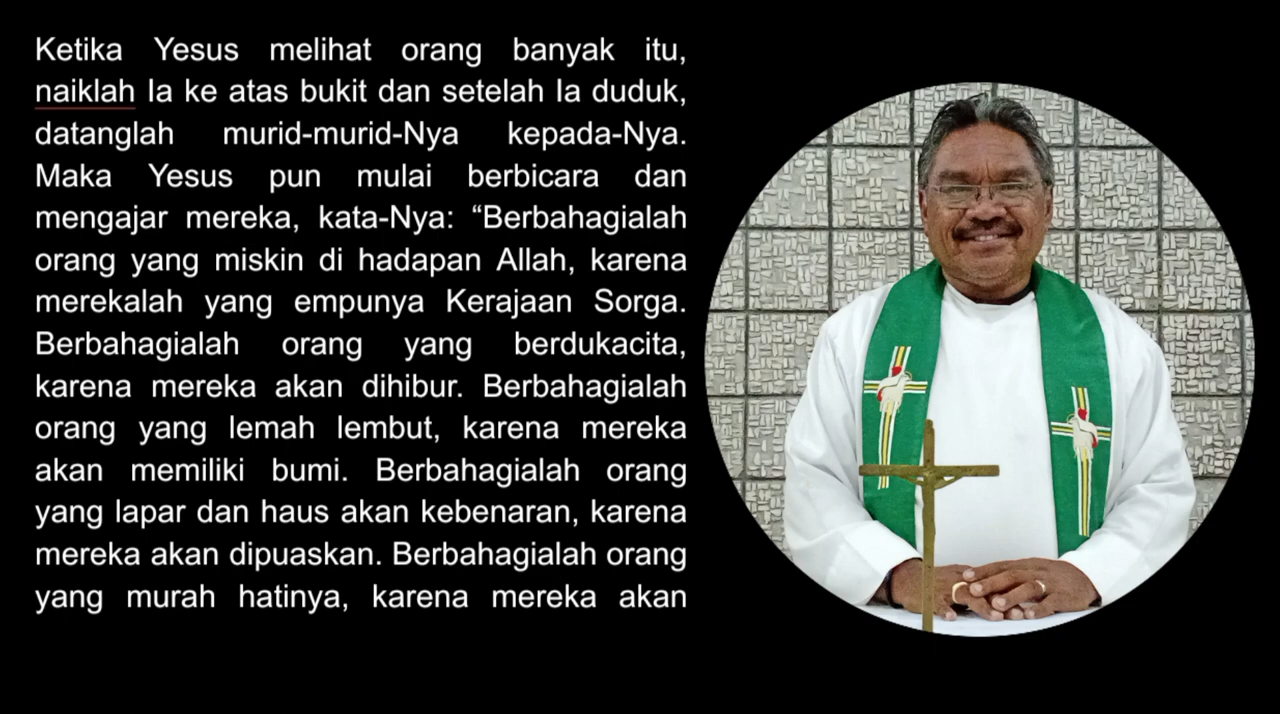 Ketika Yesus melihat orang banyak itu,
naiklah Ia ke atas bukit dan setelah Ia duduk,
datanglah murid-murid-Nya kepada-Nya.
Maka Yesus pun mulai berbicara dan
mengajar mereka, kata-Nya: “Berbahagialah
orang yang miskin di hadapan Allah, karena
merekalah yang empunya Kerajaan Sorga.
Berbahagialah orang yang berdukacita,
karena mereka akan dihibur. Berbahagialah
orang yang lemah lembut, karena mereka
akan memiliki bumi. Berbahagialah orang
yang lapar dan haus akan kebenaran, karena
mereka akan dipuaskan. Berbahagialah orang
yang murah hatinya, karena mereka akan